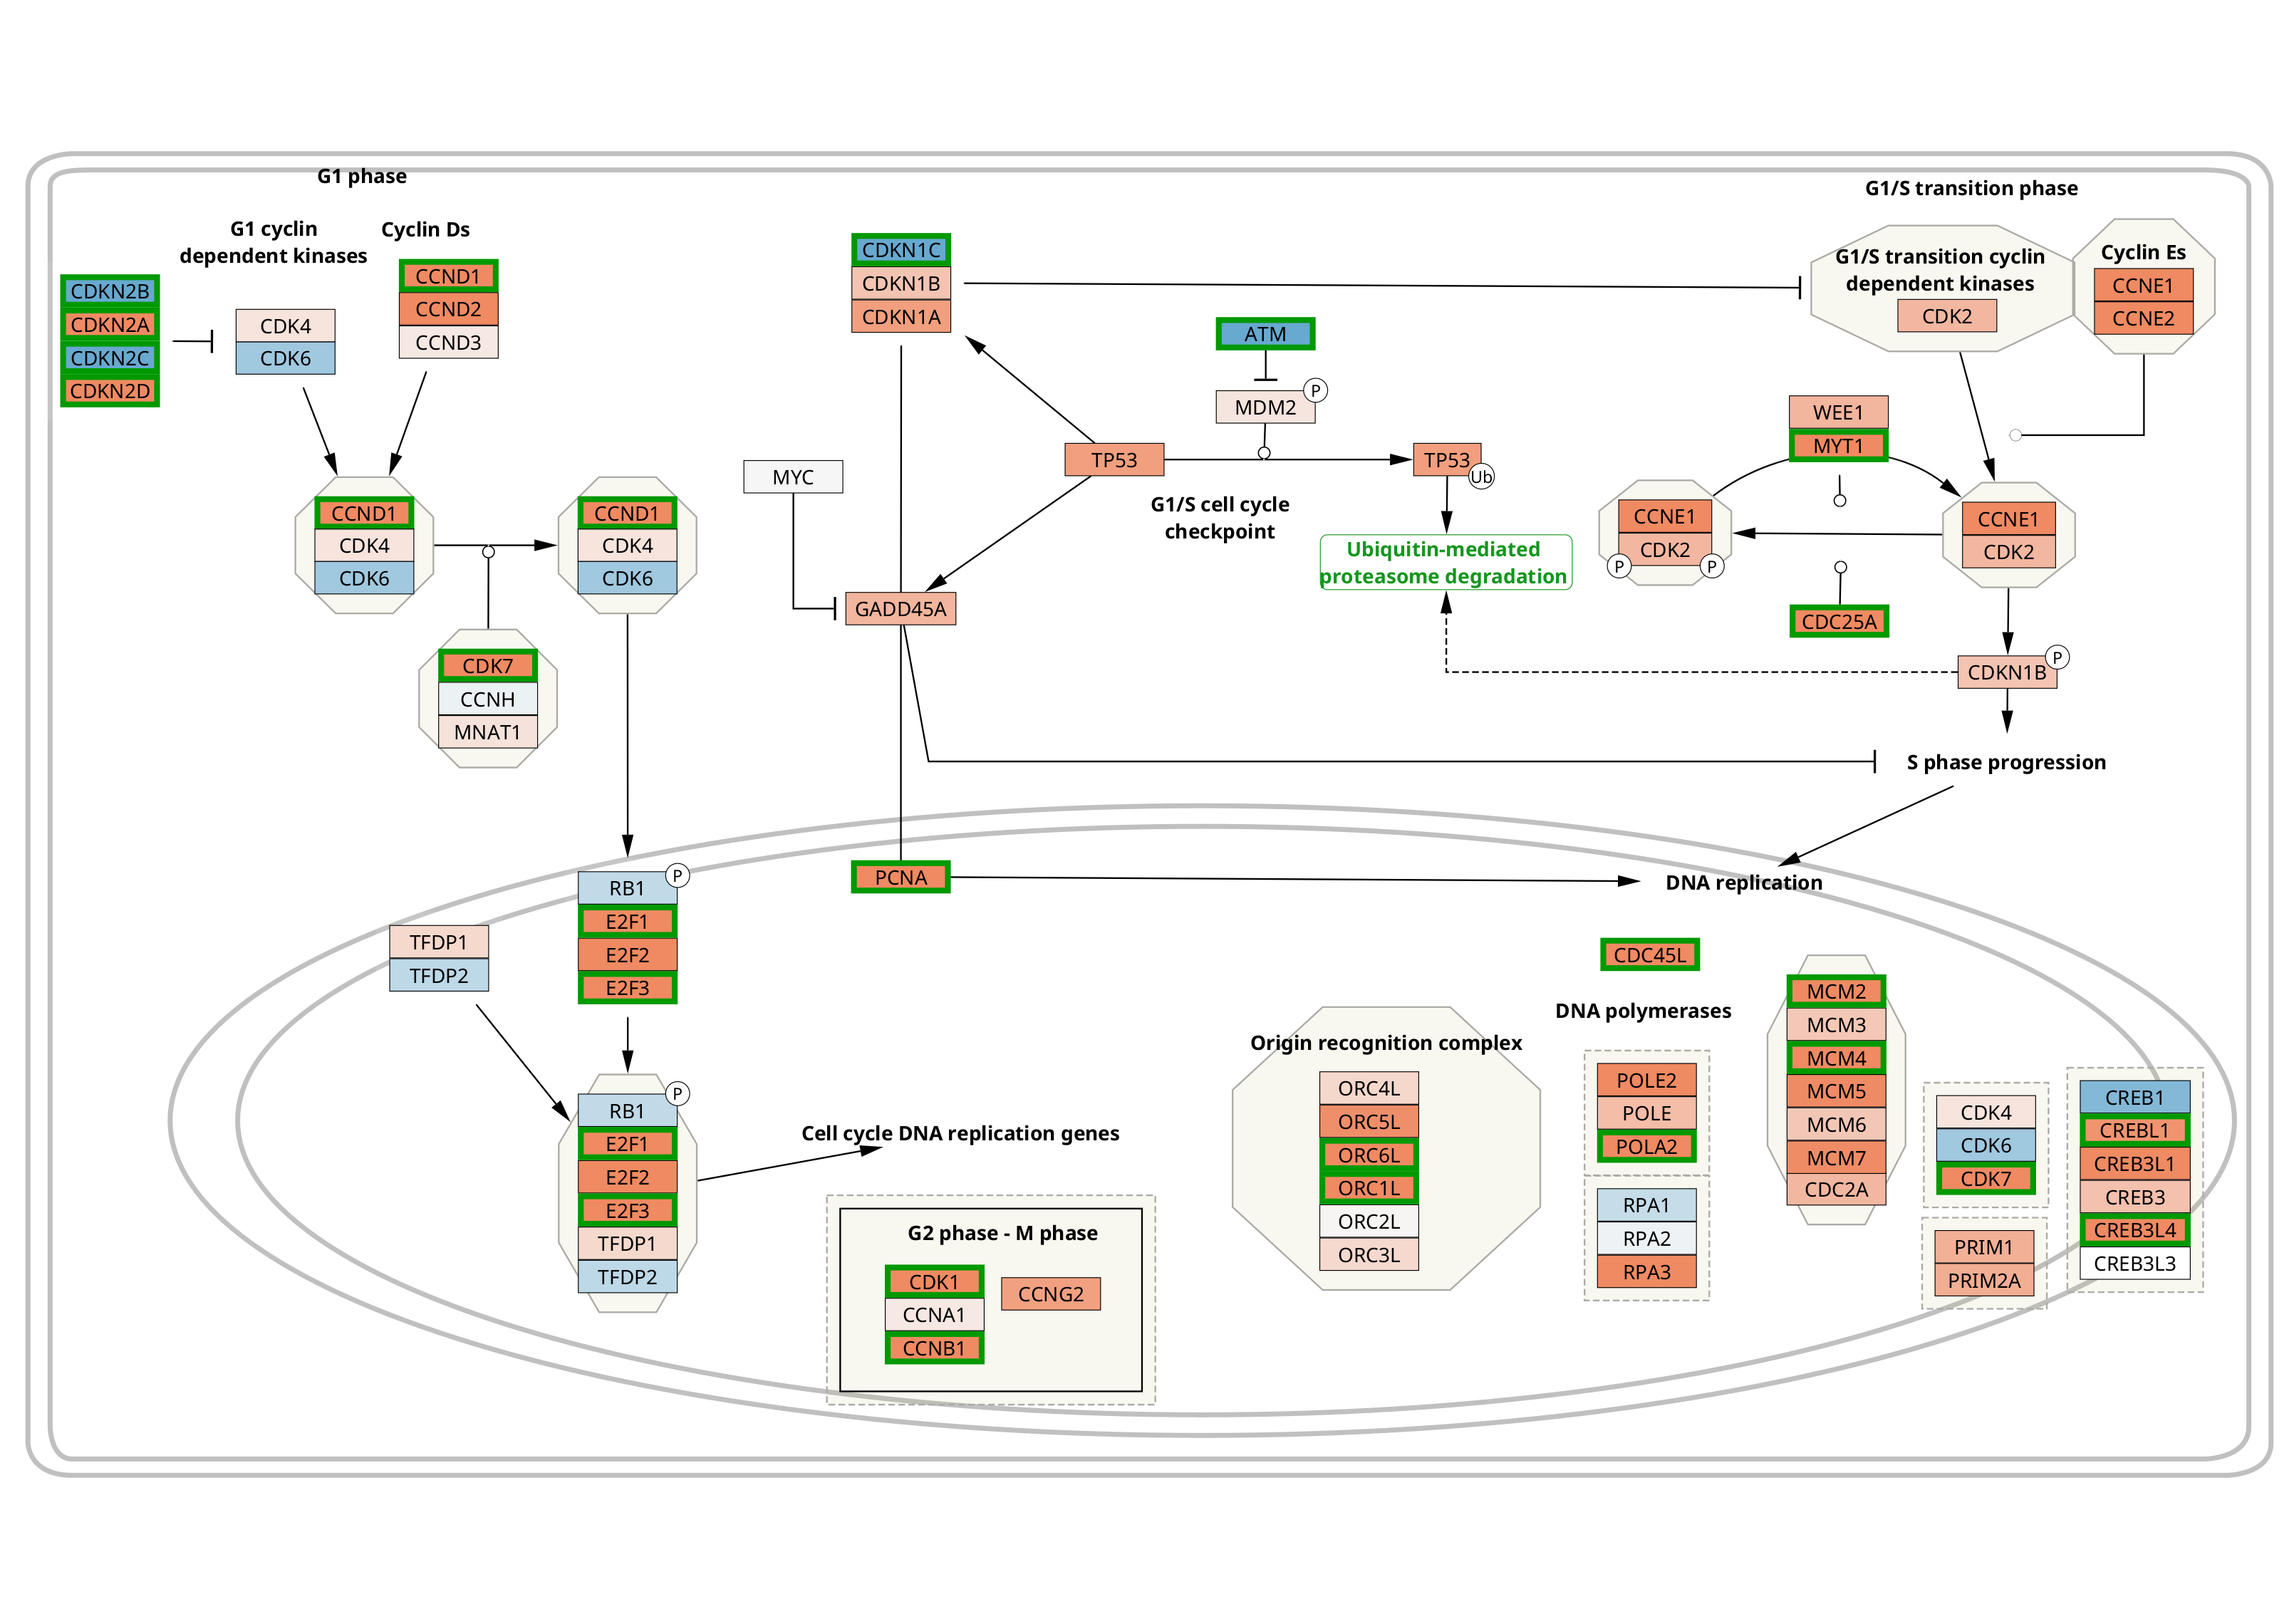 G1 phase
G1/S transition phase
G1 cyclin
dependent kinases
Cyclin Ds
CDKN2B
CDKN2A
CDKN2C
CDKN2D
CDK4
CDK6
CCND1
CCND2
CCND3
CDKN1C
CDKN1B
CDKN1A
ATM
MDM2
P
TP53
TP53
Ub
G1/S cell cycle
checkpoint
Ubiquitin-mediated
proteasome degradation
MYC
GADD45A
G1/S transition cyclin
dependent kinases
CDK2
Cyclin Es
CCNE1
CCNE2
WEE1
MYT1
CCNE1
CDK2
P
P
CCNE1
CDK2
CDC25A
CDKN1B
P
S phase progression
CCND1
CDK4
CDK6
CCND1
CDK4
CDK6
CDK7
CCNH
MNAT1
RB1
P
E2F1
E2F2
E2F3
TFDP1
TFDP2
PCNA
DNA replication
RB1
P
E2F1
E2F2
E2F3
TFDP1
TFDP2
Cell cycle DNA replication genes
G2 phase - M phase
CDK1
CCNA1
CCNB1
CCNG2
Origin recognition complex
ORC4L
ORC5L
ORC6L
ORC1L
ORC2L
ORC3L
CDC45L
DNA polymerases
POLE2
POLE
POLA2
RPA1
RPA2
RPA3
MCM2
MCM3
MCM4
MCM5
MCM6
MCM7
CDC2A
CDK4
CDK6
CDK7
PRIM1
PRIM2A
CREB1
CREBL1
CREB3L1
CREB3
CREB3L4
CREB3L3